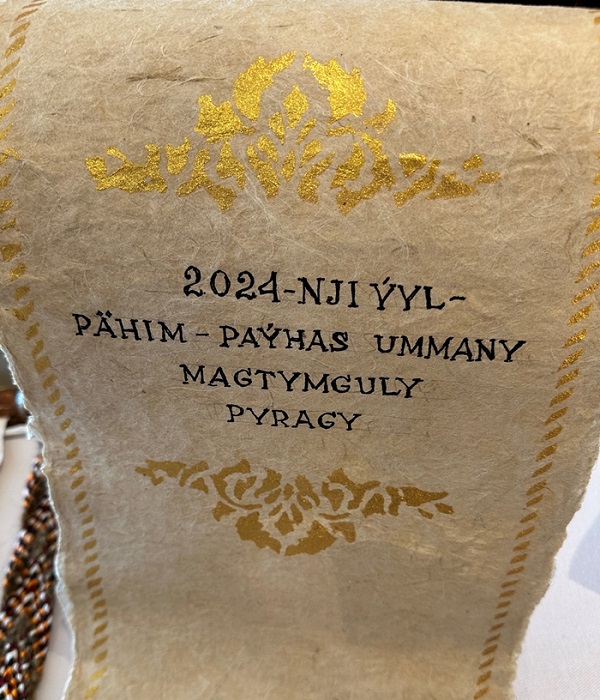 2024-NJI ÝYL-
PÄHIM-PAÝHAS UMMANY
MAGTYMGULY
PYRAGY